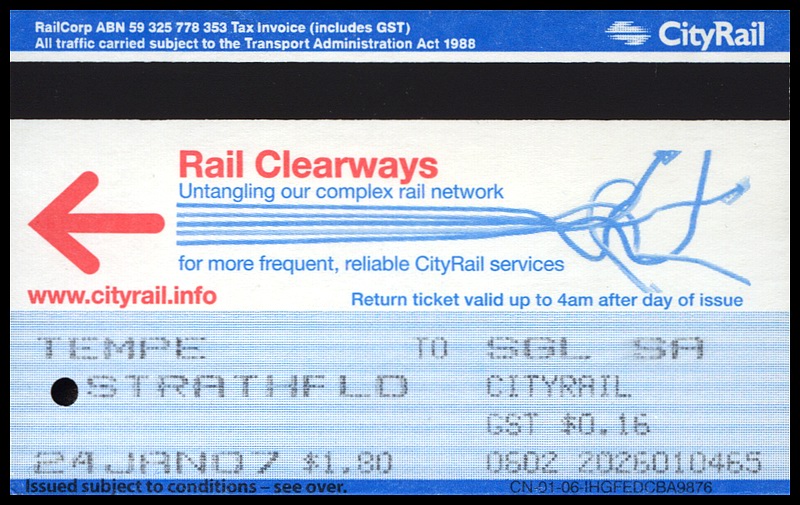 RailCorp ABN 59 325 778 353 Tax Invoice (includes GST)
All traffic carried subject to the Transport Administration Act 1988
CityRail
Rail Clearways
Untangling our complex rail network
for more frequent, reliable CityRail services
www.cityrail.info
Return ticket valid up to 4am after day of issue
TEMPE TO SGL SA
STRATHFLD CITYRAIL
GST $0.16
24JAN07 $1.80 0602 2026010465
Issued subject to conditions – see over.
CN-01-06-IHGFEDCBA9876